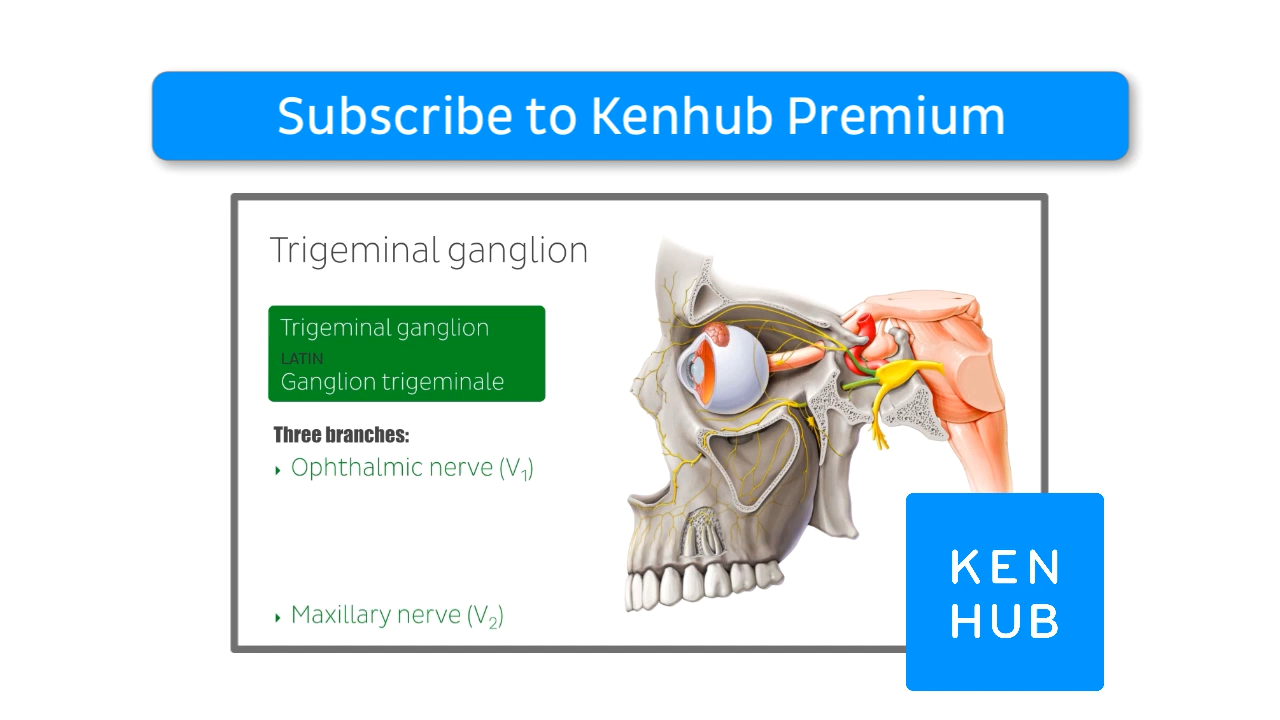 Subscribe to Kenhub Premium
Trigeminal ganglion
Trigeminal ganglion
LATIN
Ganglion trigeminale
Three branches:
‣ Ophthalmic nerve (V₁)
‣ Maxillary nerve (V₂)
KEN
HUB